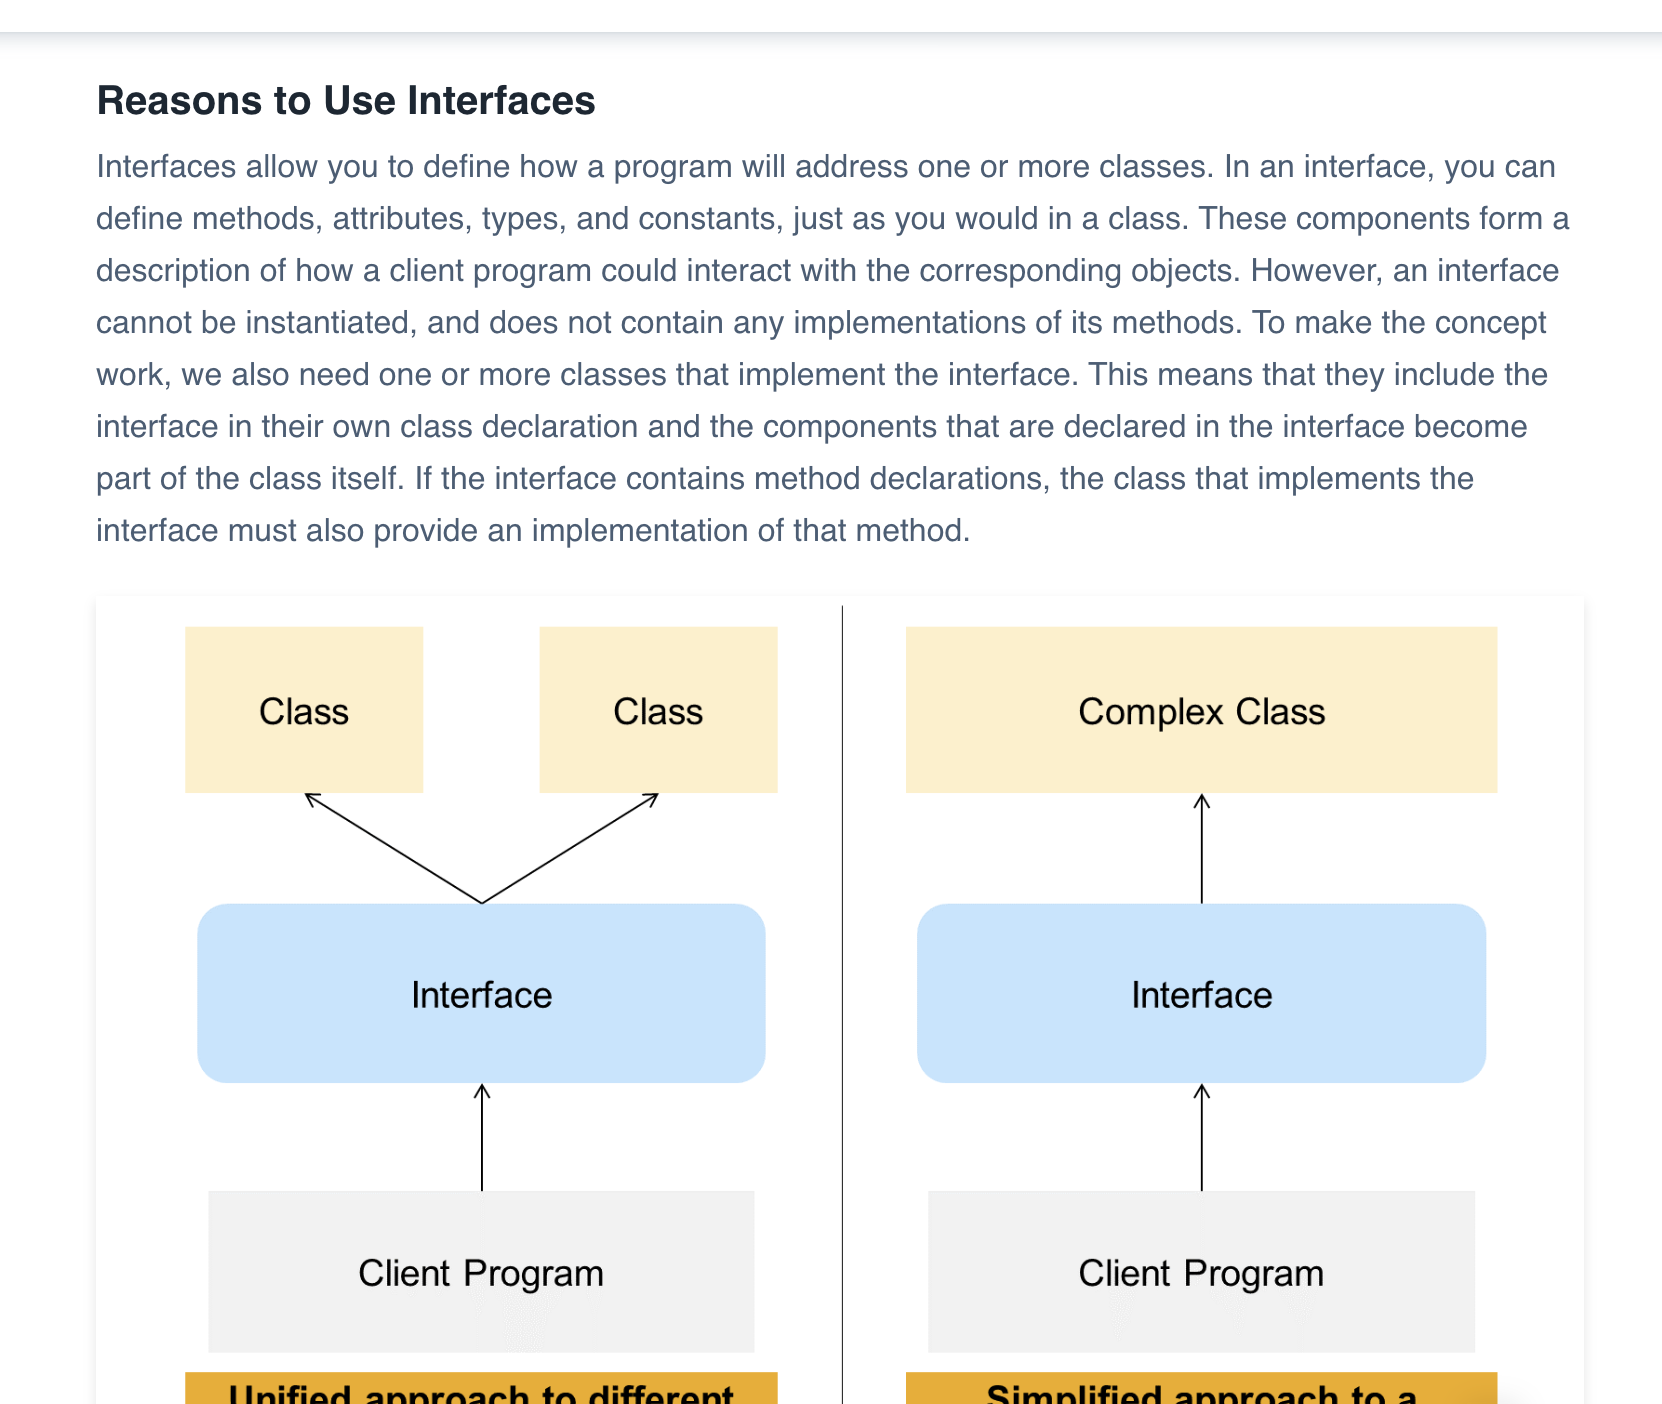 Reasons to Use Interfaces
Interfaces allow you to define how a program will address one or more classes. In an interface, you can
define methods, attributes, types, and constants, just as you would in a class. These components form a
description of how a client program could interact with the corresponding objects. However, an interface
cannot be instantiated, and does not contain any implementations of its methods. To make the concept
work, we also need one or more classes that implement the interface. This means that they include the
interface in their own class declaration and the components that are declared in the interface become
part of the class itself. If the interface contains method declarations, the class that implements the
interface must also provide an implementation of that method.
Class
Class
Interface
Client Program
Unified approach to different
Complex Class
Interface
Client Program
Simplified approach to a